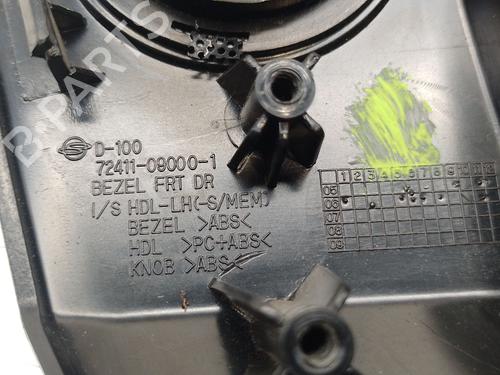 D-100
72411-09000-1
BEZEL FRT DR
I/S HDL-LH(-S/MEM)
BEZEL >ABS<
HDL >PC+ABS<
KNOB >ABS<
1 2 3 4 5 6 7 8 9 10 11 12
05
06
07
08
09
B-PARTS